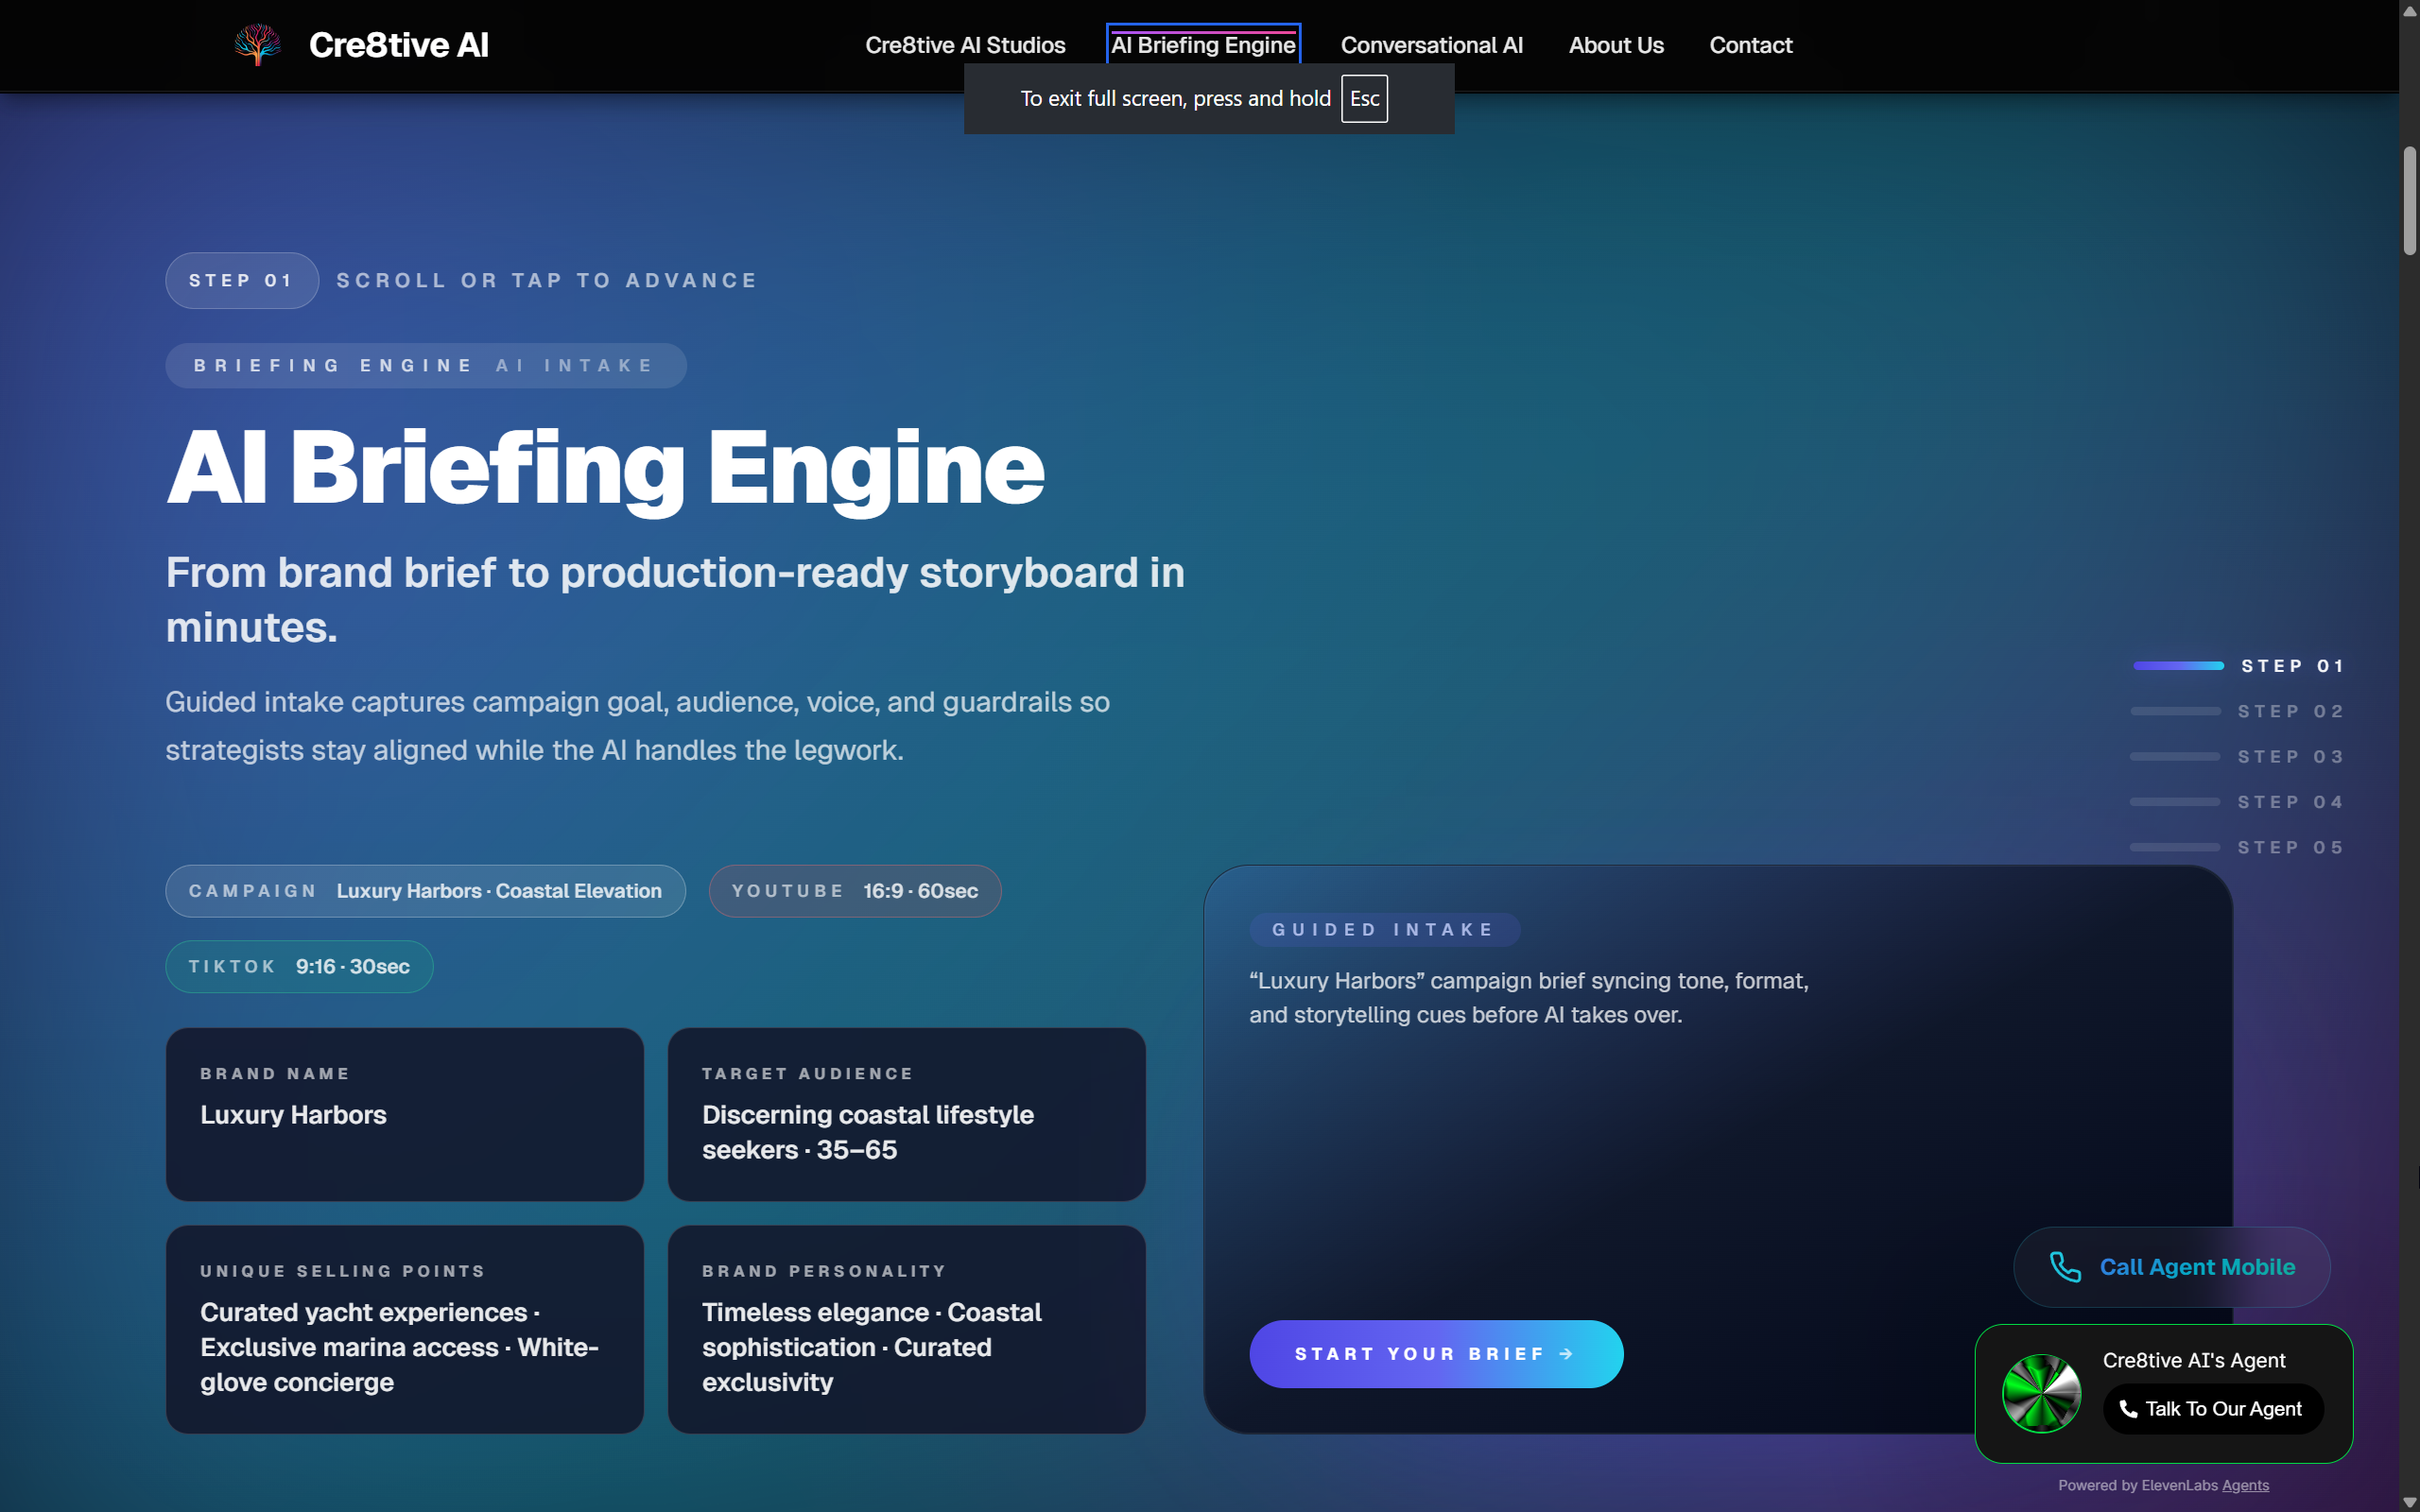 Cre8tive AI
Cre8tive AI Studios
AI Briefing Engine
Conversational AI
About Us
Contact
To exit full screen, press and hold Esc
STEP 01 SCROLL OR TAP TO ADVANCE
BRIEFING ENGINE AI INTAKE
AI Briefing Engine
From brand brief to production-ready storyboard in
minutes.
Guided intake captures campaign goal, audience, voice, and guardrails so
strategists stay aligned while the AI handles the legwork.
STEP 01
STEP 02
STEP 03
STEP 04
STEP 05
CAMPAIGN Luxury Harbors · Coastal Elevation
YOUTUBE 16:9 · 60sec
TIKTOK 9:16 · 30sec
BRAND NAME
Luxury Harbors
TARGET AUDIENCE
Discerning coastal lifestyle
seekers · 35–65
UNIQUE SELLING POINTS
Curated yacht experiences ·
Exclusive marina access · White-
glove concierge
BRAND PERSONALITY
Timeless elegance · Coastal
sophistication · Curated
exclusivity
GUIDED INTAKE
“Luxury Harbors” campaign brief syncing tone, format,
and storytelling cues before AI takes over.
START YOUR BRIEF →
Call Agent Mobile
Cre8tive AI's Agent
Talk To Our Agent
Powered by ElevenLabs Agents